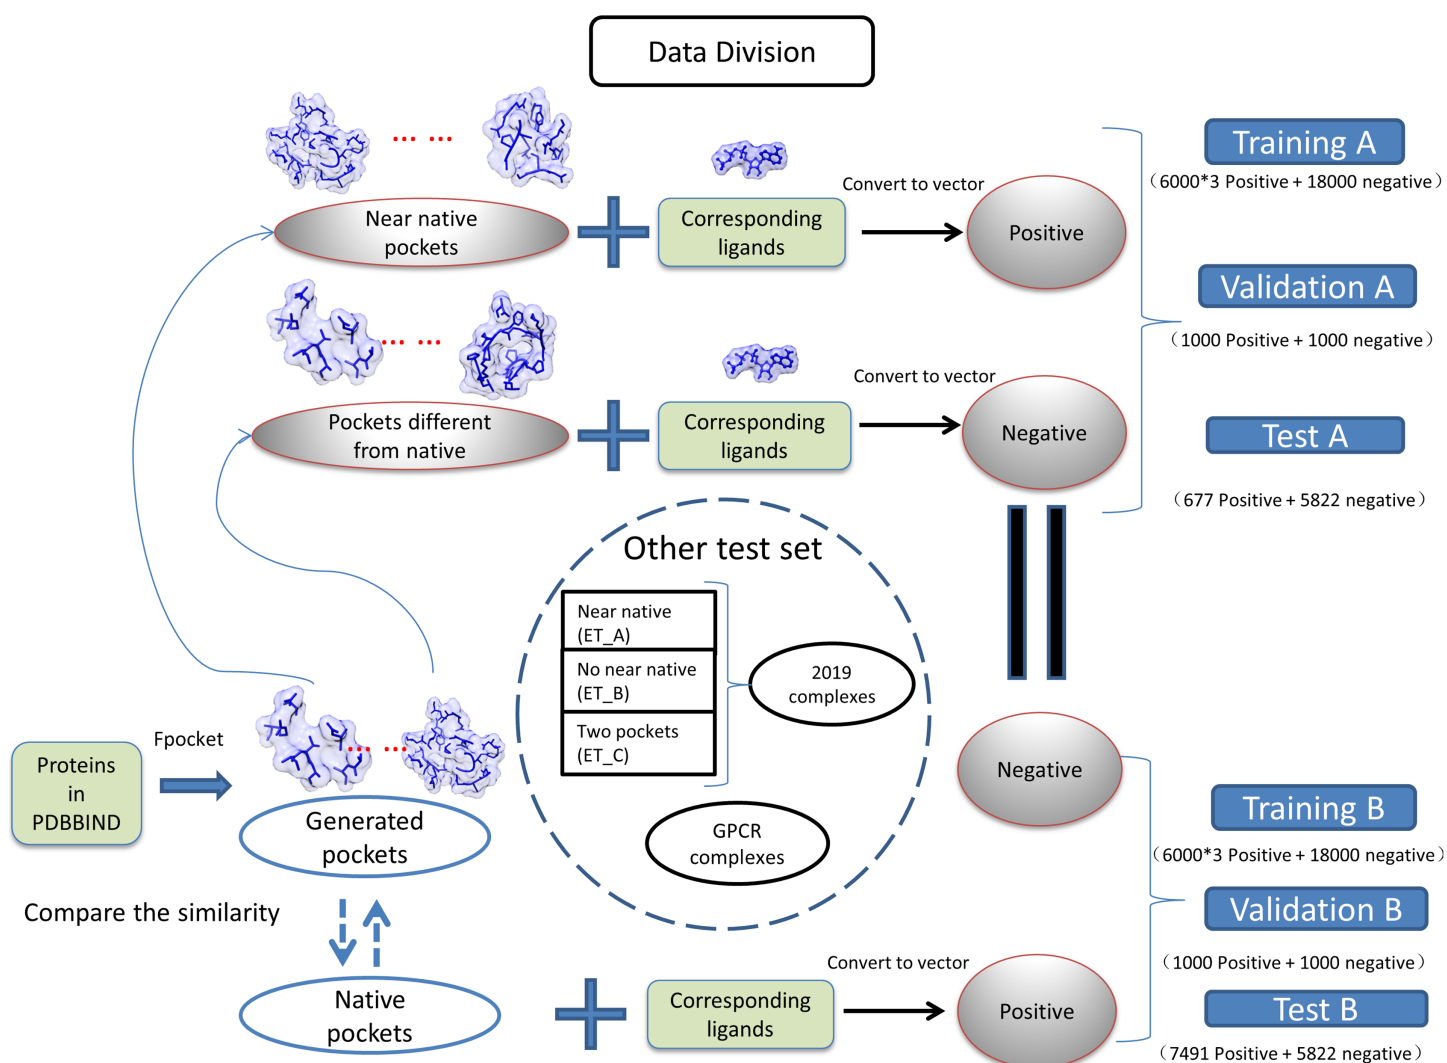 Data Division
Near native
pockets
Corresponding
ligands
Convert to vector
Positive
Training A
（6000*3 Positive + 18000 negative）
Validation A
（1000 Positive + 1000 negative）
Test A
（677 Positive + 5822 negative）
Pockets different
from native
Corresponding
ligands
Convert to vector
Negative
Other test set
Near native
(ET_A)
No near native
(ET_B)
Two pockets
(ET_C)
2019
complexes
GPCR
complexes
Proteins
in
PDBBIND
Fpocket
Generated
pockets
Compare the similarity
Native
pockets
Corresponding
ligands
Convert to vector
Negative
Positive
Training B
（6000*3 Positive + 18000 negative）
Validation B
（1000 Positive + 1000 negative）
Test B
（7491 Positive + 5822 negative）